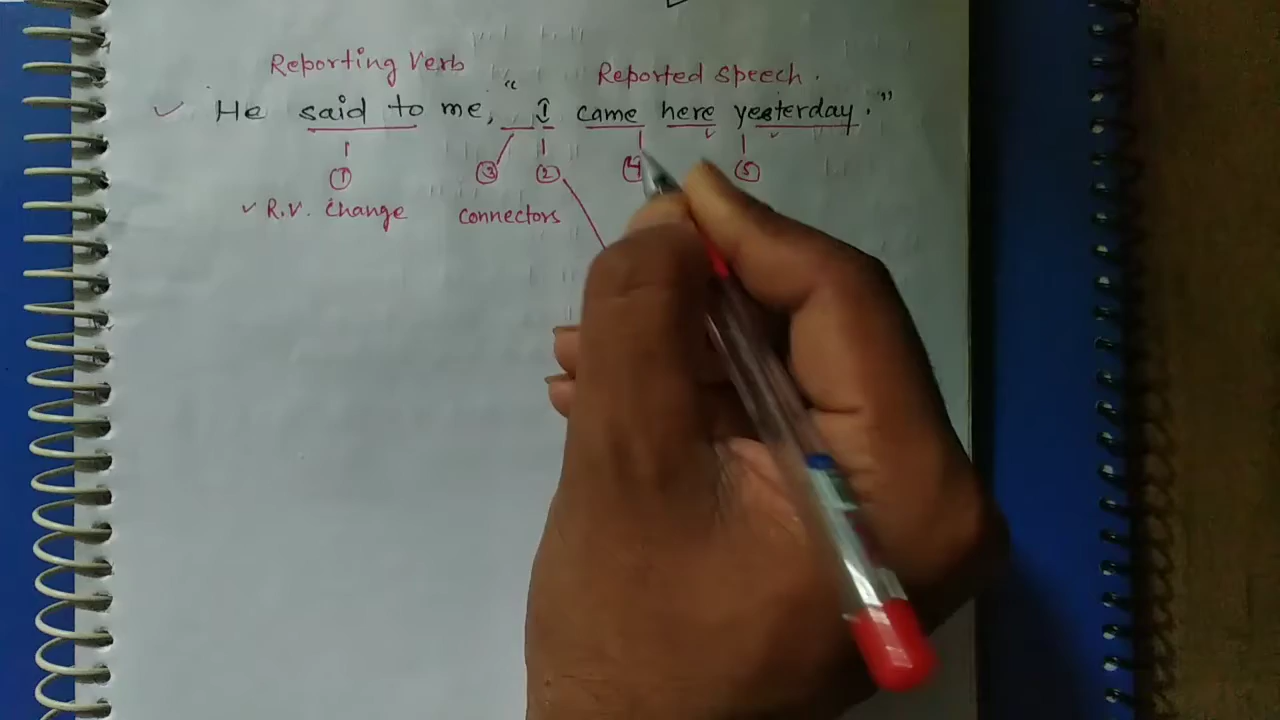 Reporting Verb Reported speech.
✓ He said to me, " I came here yesterday."
① ③ ② ④ ⑤
✓ R.V. change connectors